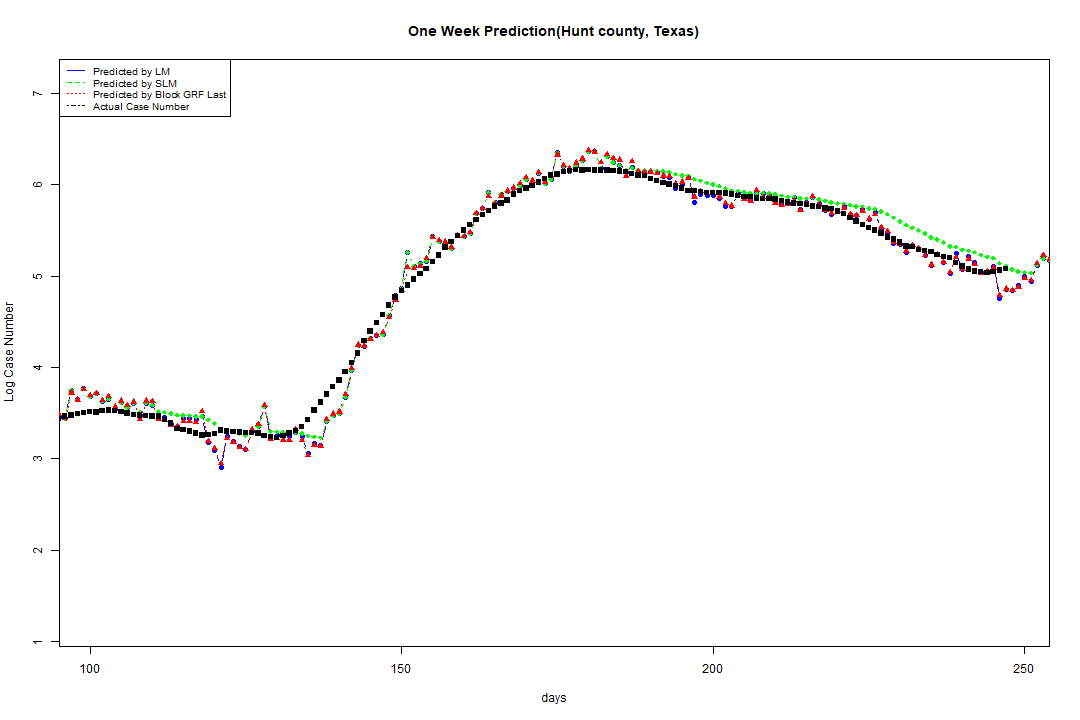 One Week Prediction(Hunt county, Texas)
Predicted by LM
Predicted by SLM
Predicted by Block GRF Last
Actual Case Number
7
6
5
4
3
2
1
Log Case Number
100 150 200 250
days